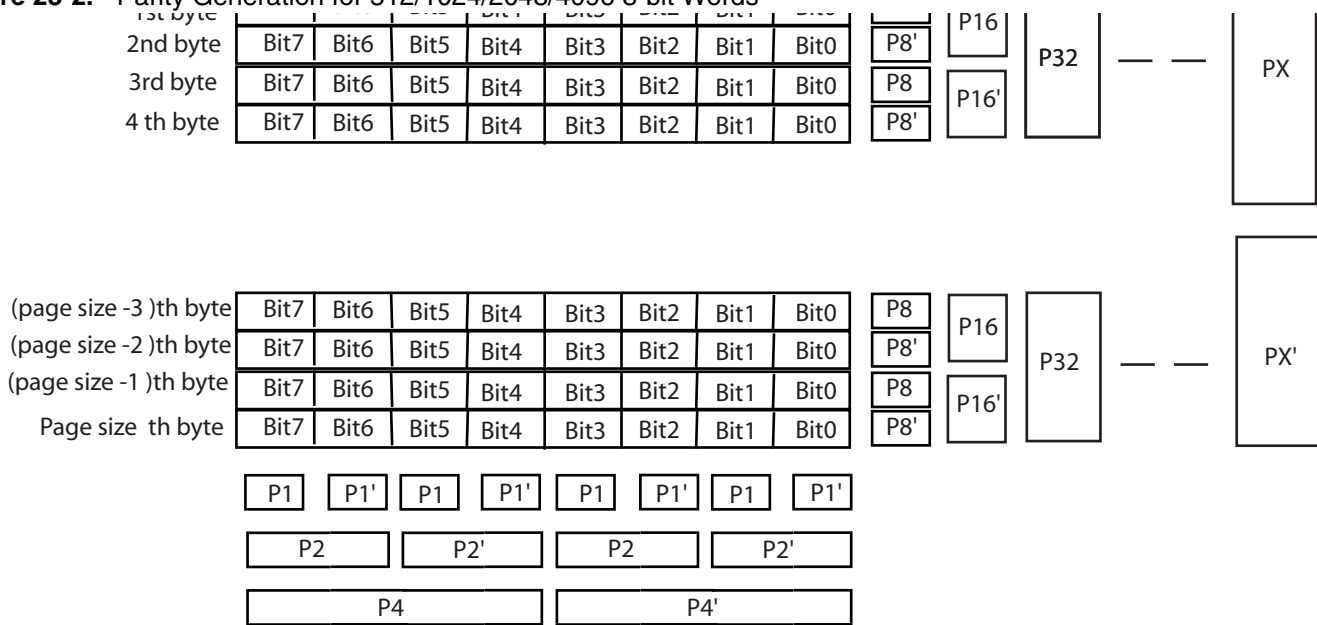 2. Parity Generation for 512/1024/2048/4096 8-bit Words
1st byte P16
2nd byte Bit7 Bit6 Bit5 Bit4 Bit3 Bit2 Bit1 Bit0 P8' P32 — — PX
3rd byte Bit7 Bit6 Bit5 Bit4 Bit3 Bit2 Bit1 Bit0 P8 P16'
4 th byte Bit7 Bit6 Bit5 Bit4 Bit3 Bit2 Bit1 Bit0 P8'
(page size -3 )th byte Bit7 Bit6 Bit5 Bit4 Bit3 Bit2 Bit1 Bit0 P8 P16
(page size -2 )th byte Bit7 Bit6 Bit5 Bit4 Bit3 Bit2 Bit1 Bit0 P8' P32 — — PX'
(page size -1 )th byte Bit7 Bit6 Bit5 Bit4 Bit3 Bit2 Bit1 Bit0 P8 P16'
Page size th byte Bit7 Bit6 Bit5 Bit4 Bit3 Bit2 Bit1 Bit0 P8'
P1 P1' P1 P1' P1 P1' P1 P1'
P2 P2' P2 P2'
P4 P4'